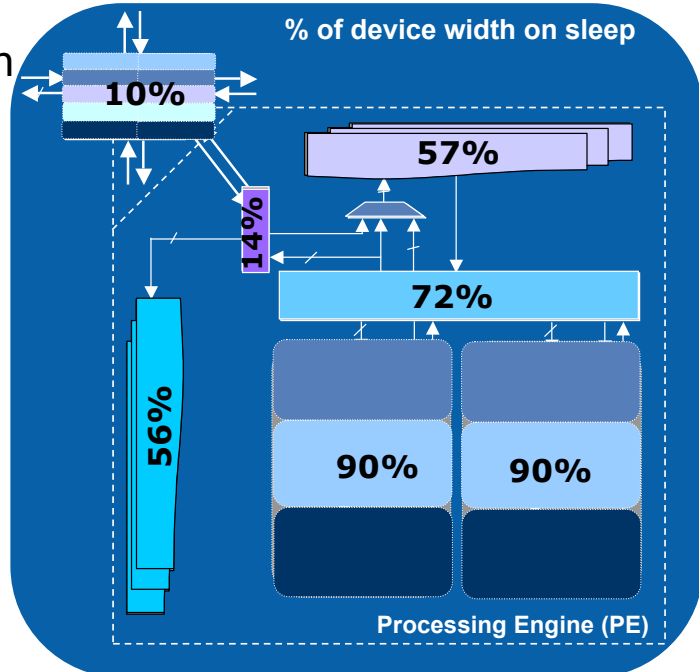 % of device width on sleep
n
10%
57%
14%
72%
56%
90%
90%
Processing Engine (PE)